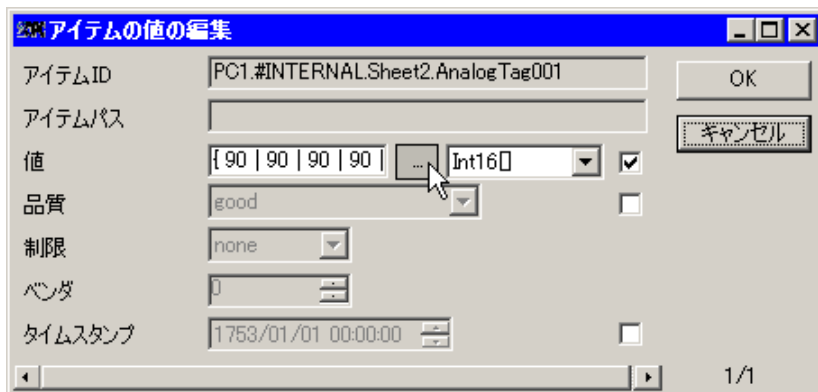 アイテムの値の編集
アイテムID PC1.#INTERNAL.Sheet2.AnalogTag001 OK
アイテムパス キャンセル
値 { 90 | 90 | 90 | 90 | ... Int16[]
品質 good
制限 none
ベンダ 0
タイムスタンプ 1753/01/01 00:00:00
1/1